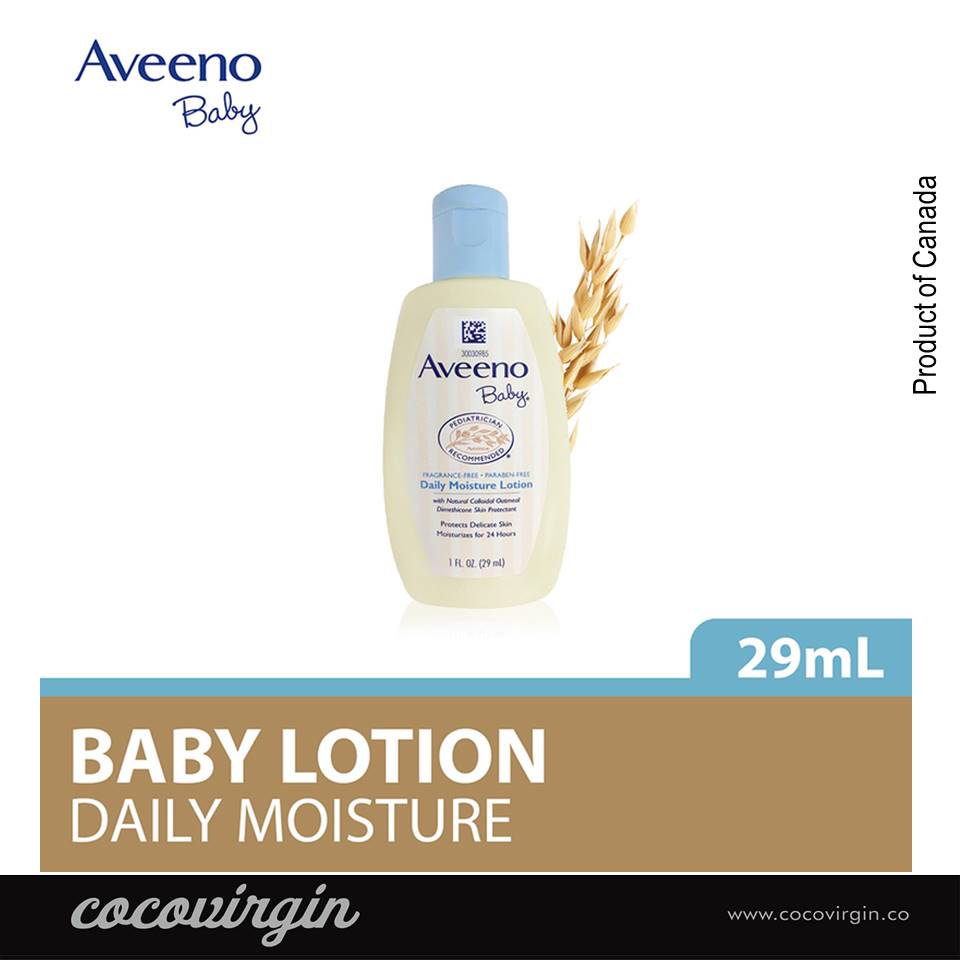 Aveeno
Baby
Product of Canada
30030985
Aveeno
Baby®
PEDIATRICIAN
Aveeno
RECOMMENDED
FRAGRANCE-FREE • PARABEN-FREE
Daily Moisture Lotion
with Natural Colloidal Oatmeal
Dimethicone Skin Protectant
Protects Delicate Skin
Moisturizes for 24 Hours
1 FL. OZ. (29 mL)
29mL
BABY LOTION
DAILY MOISTURE
cocovirgin
www.cocovirgin.co